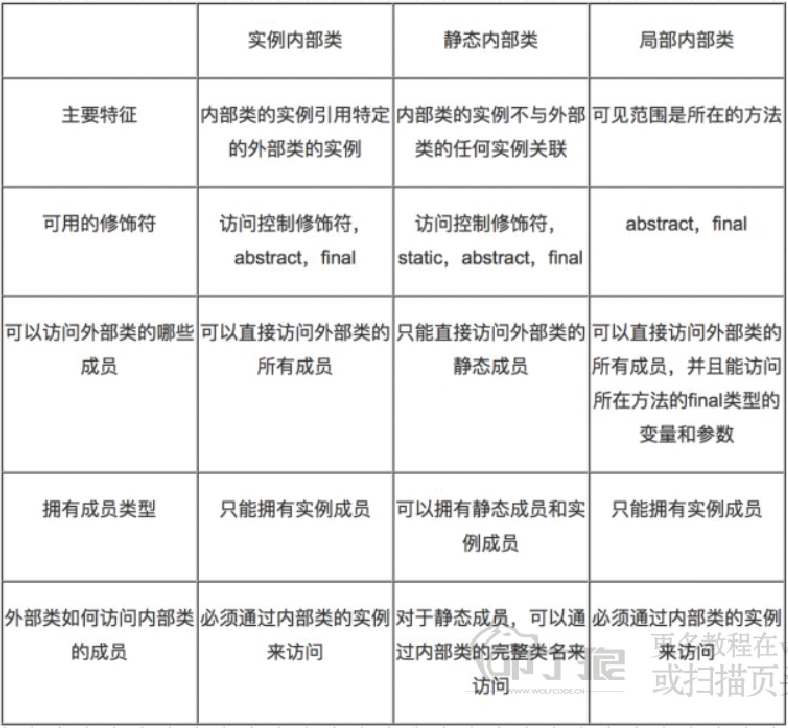 实例内部类
静态内部类
局部内部类
主要特征
内部类的实例引用特定
的外部类的实例
内部类的实例不与外部
类的任何实例关联
可见范围是所在的方法
可用的修饰符
访问控制修饰符，
abstract，final
访问控制修饰符，
static，abstract，final
abstract，final
可以访问外部类的哪些
成员
可以直接访问外部类的
所有成员
只能直接访问外部类的
静态成员
可以直接访问外部类的
所有成员，并且能访问
所在方法的final类型的
变量和参数
拥有成员类型
只能拥有实例成员
可以拥有静态成员和实
例成员
只能拥有实例成员
外部类如何访问内部类
的成员
必须通过内部类的实例
来访问
对于静态成员，可以通
过内部类的完整类名来
访问
必须通过内部类的实例
来访问
叩丁狼
WWW.WOLFCODE.CN
更多教程在
或扫描页